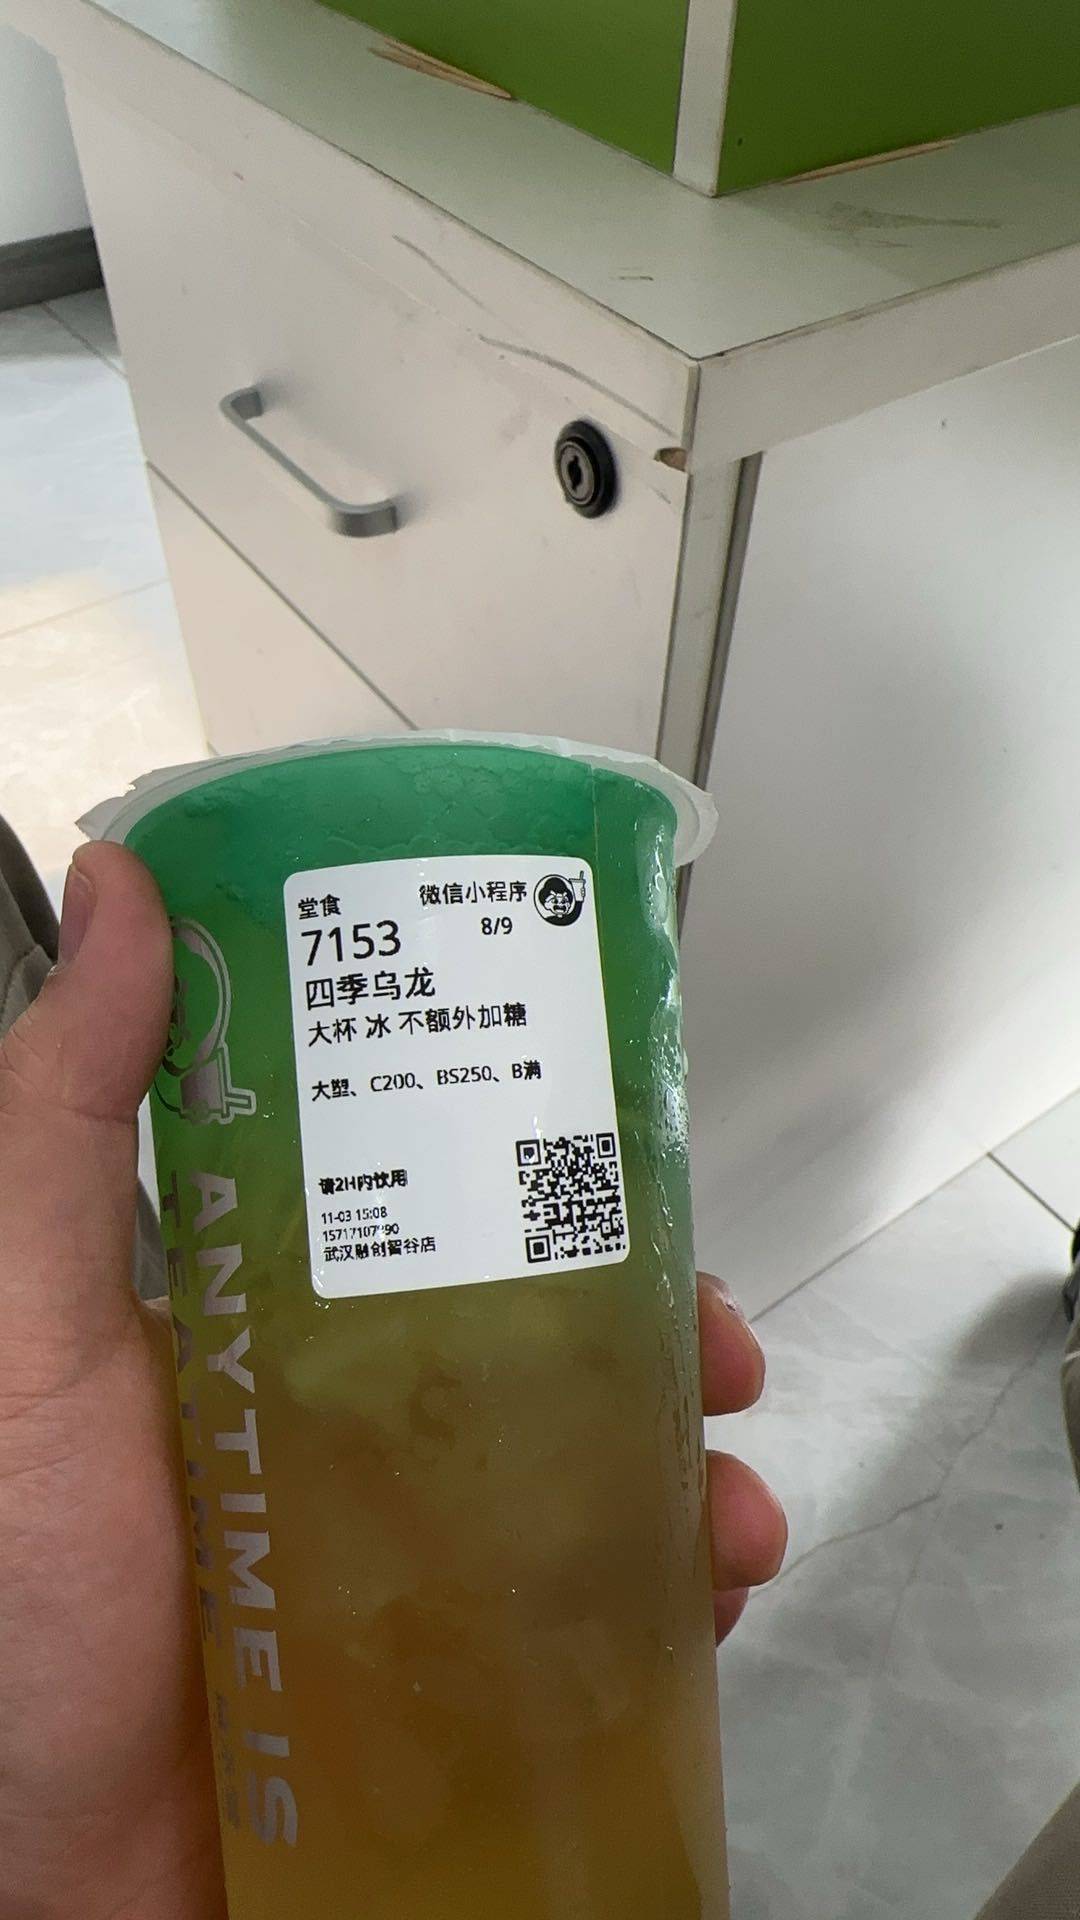 堂食 微信小程序
7153 8/9
四季乌龙
大杯 冰 不额外加糖
大塑、C200、BS250、B满
请2H内饮用
11-03 15:08
武汉融创智谷店
ANYTIME IS
TEATIME